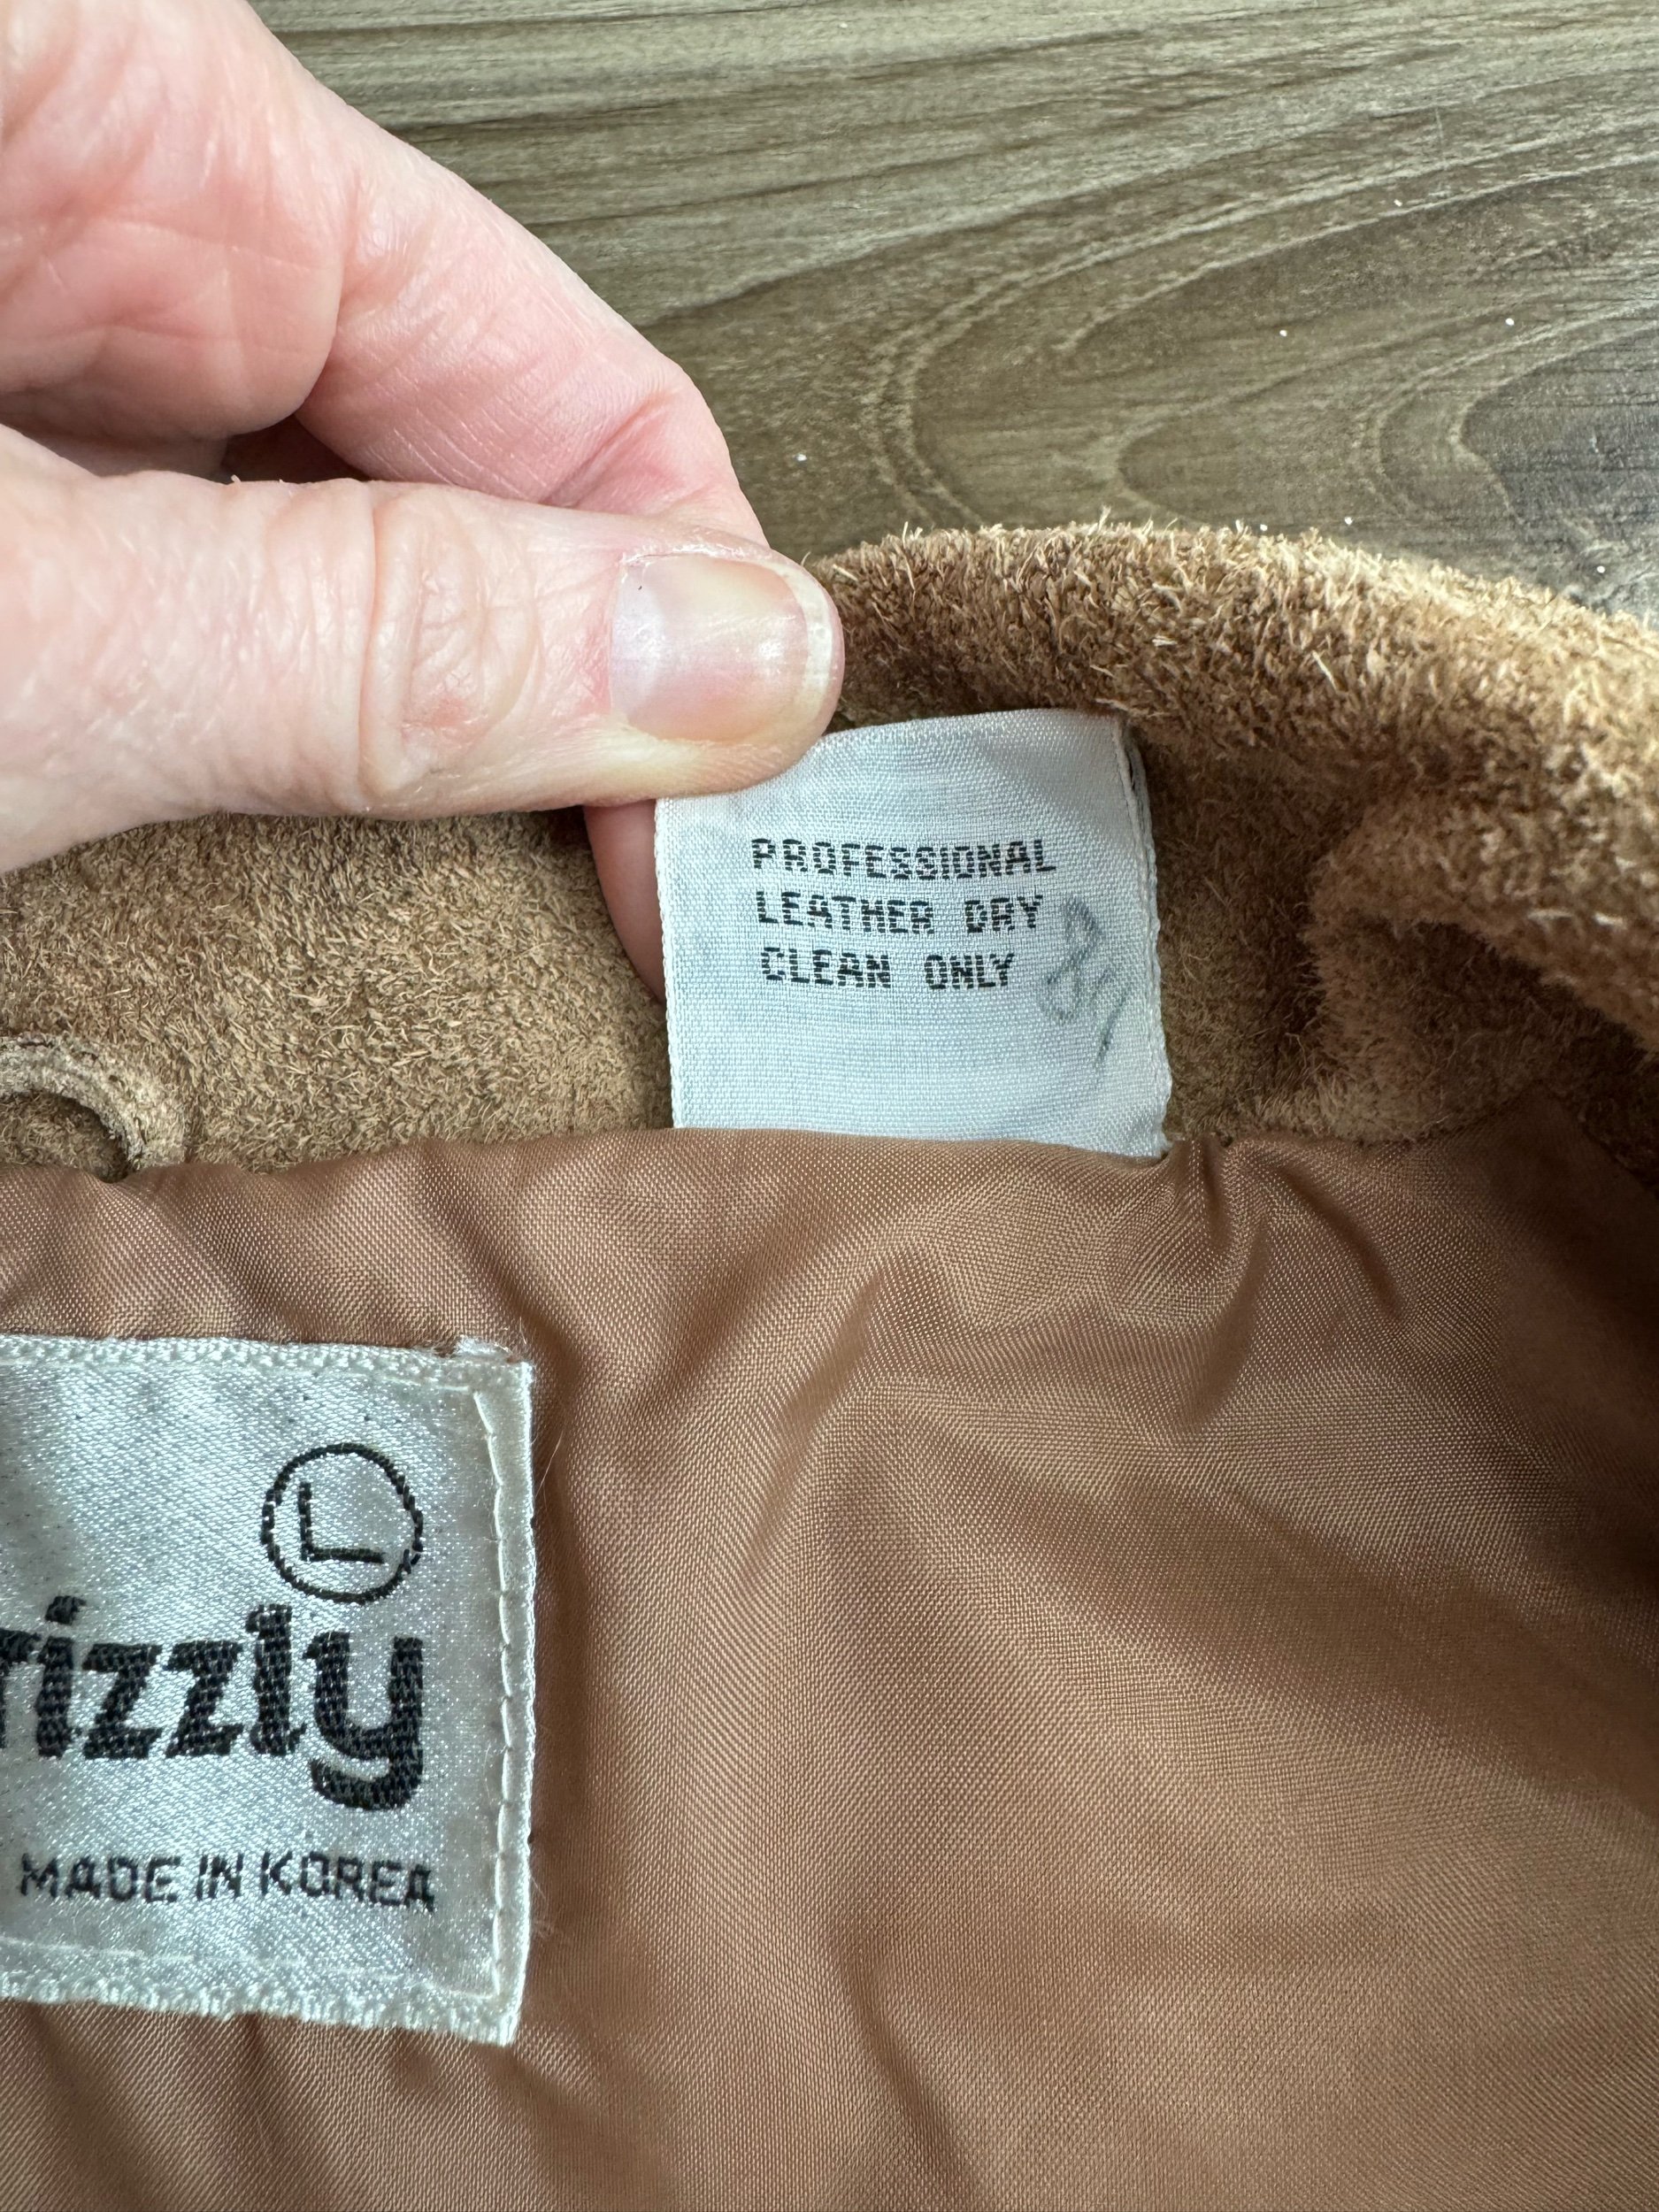 PROFESSIONAL
LEATHER DRY
CLEAN ONLY
L
rizzly
MADE IN KOREA